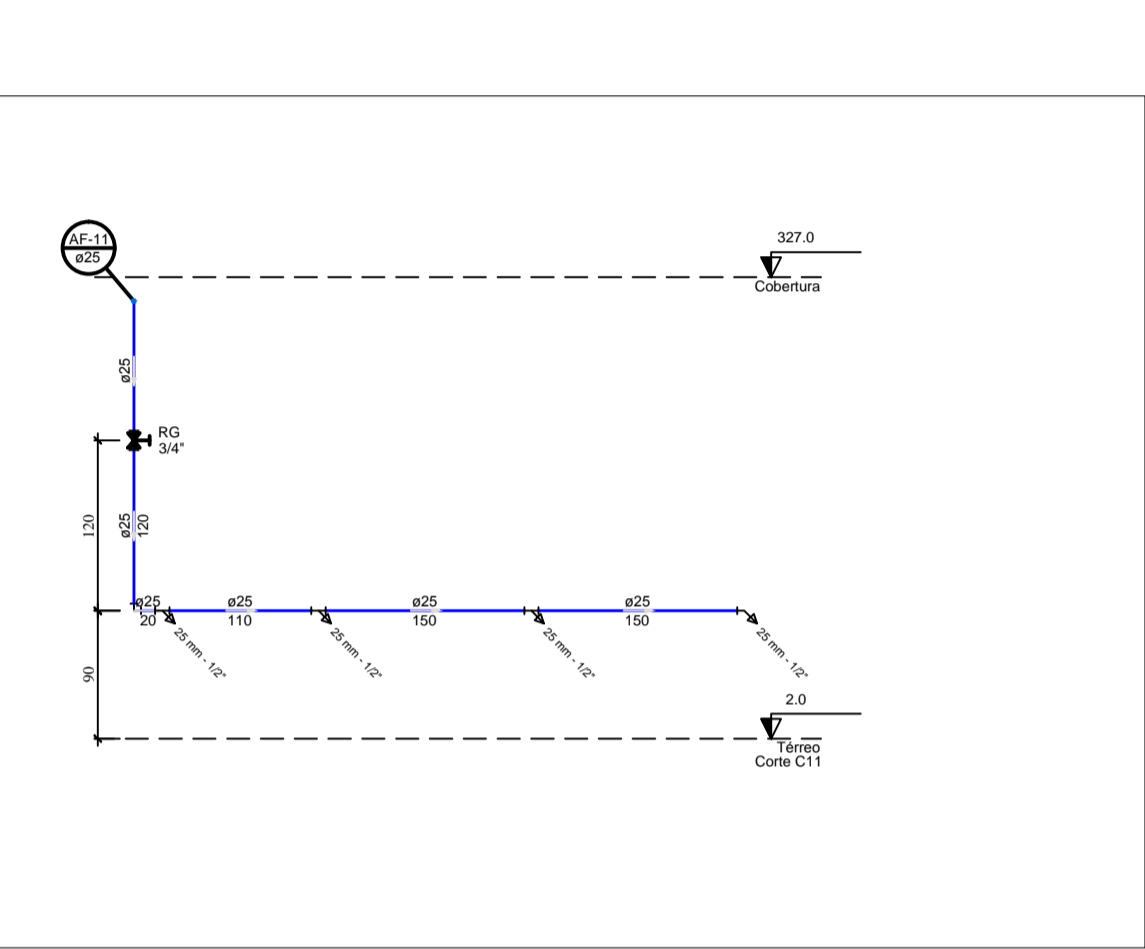 AF-11
ø25
327.0
Cobertura
ø25
RG
3/4"
120
ø25
120
ø25
20
ø25
110
ø25
150
ø25
150
25 mm - 1/2"
25 mm - 1/2"
25 mm - 1/2"
25 mm - 1/2"
90
2.0
Térreo
Corte C11